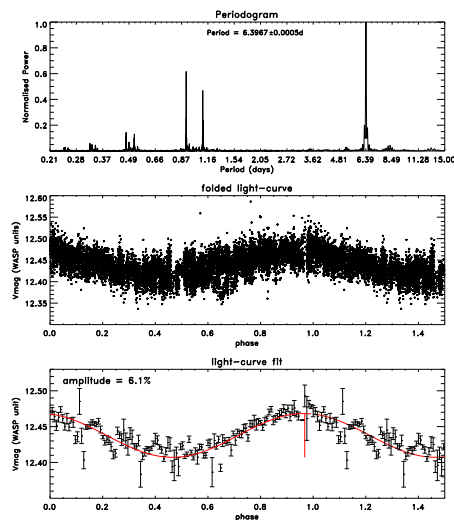 Periodogram
Period = 6.3967±0.0005d
Normalised Power
1.0
0.8
0.6
0.4
0.2
0.21 0.28 0.37 0.49 0.66 0.87 1.16 1.54 2.05 2.72 3.62 4.81 6.39 8.49 11.28 15.00
Period (days)
folded light-curve
Vmag (WASP units)
12.60
12.55
12.50
12.45
12.40
12.35
0.0 0.2 0.4 0.6 0.8 1.0 1.2 1.4
phase
light-curve fit
amplitude = 6.1%
Vmag (WASP unit)
12.50
12.45
12.40
0.0 0.2 0.4 0.6 0.8 1.0 1.2 1.4
phase